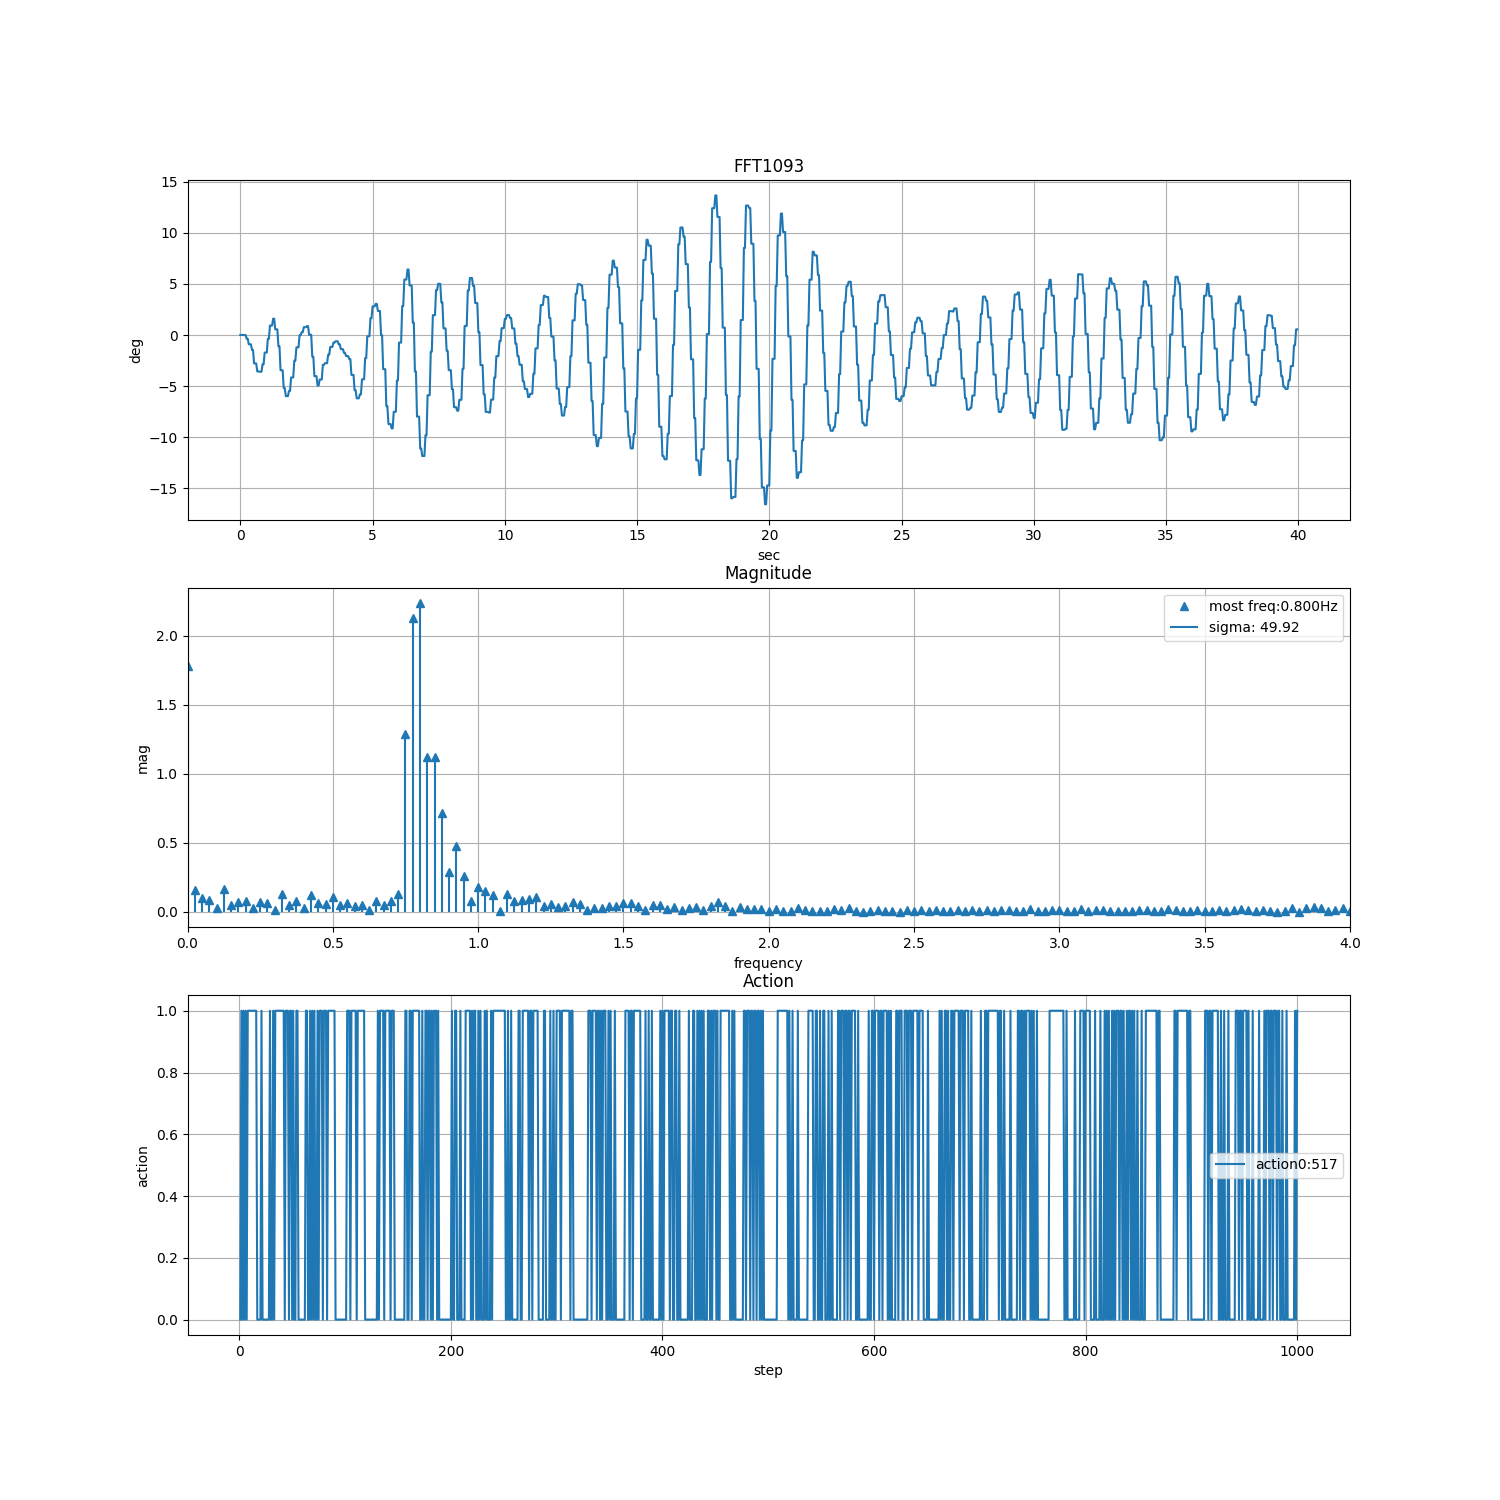 FFT1093
15
10
5
0
−5
−10
−15
deg
0 5 10 15 20 25 30 35 40
sec
Magnitude
most freq:0.800Hz
sigma: 49.92
2.0
1.5
1.0
0.5
0.0
mag
0.0 0.5 1.0 1.5 2.0 2.5 3.0 3.5 4.0
frequency
Action
1.0
0.8
0.6
0.4
0.2
0.0
action
action0:517
0 200 400 600 800 1000
step